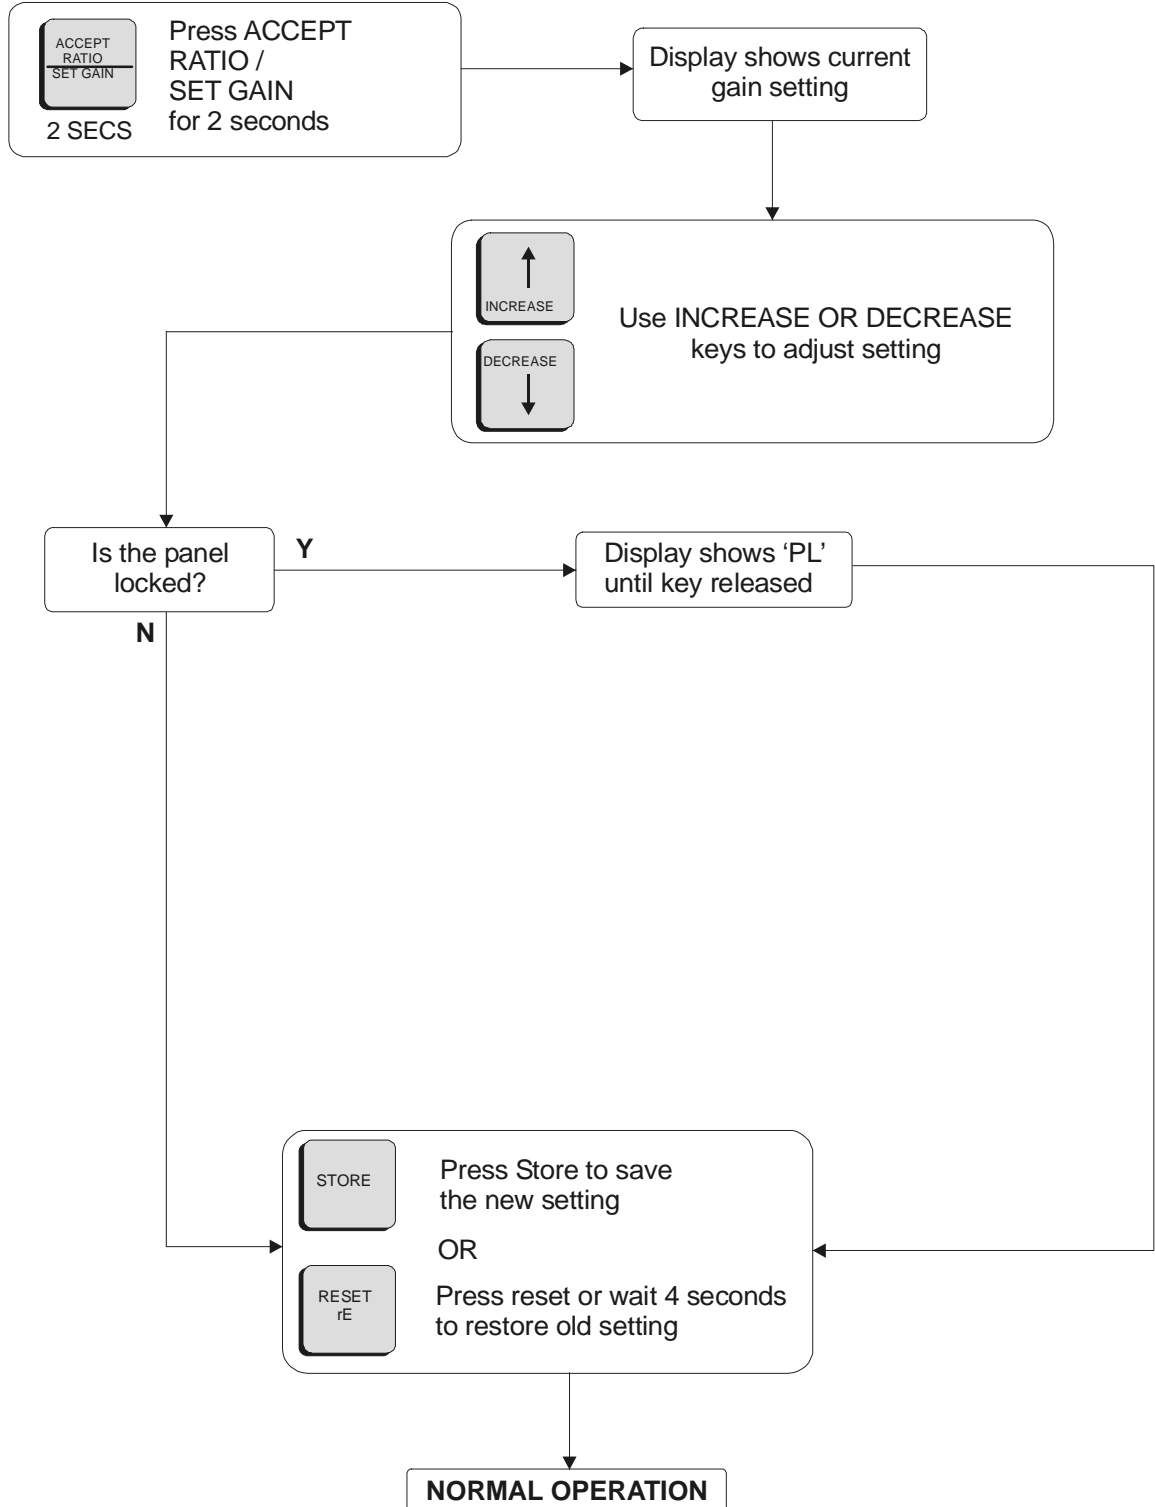 ACCEPT
RATIO
SET GAIN
2 SECS
Press ACCEPT
RATIO /
SET GAIN
for 2 seconds
Display shows current
gain setting
INCREASE
DECREASE
Use INCREASE OR DECREASE
keys to adjust setting
Is the panel
locked?
Y
N
Display shows ‘PL’
until key released
STORE
Press Store to save
the new setting
OR
RESET
rE
Press reset or wait 4 seconds
to restore old setting
NORMAL OPERATION